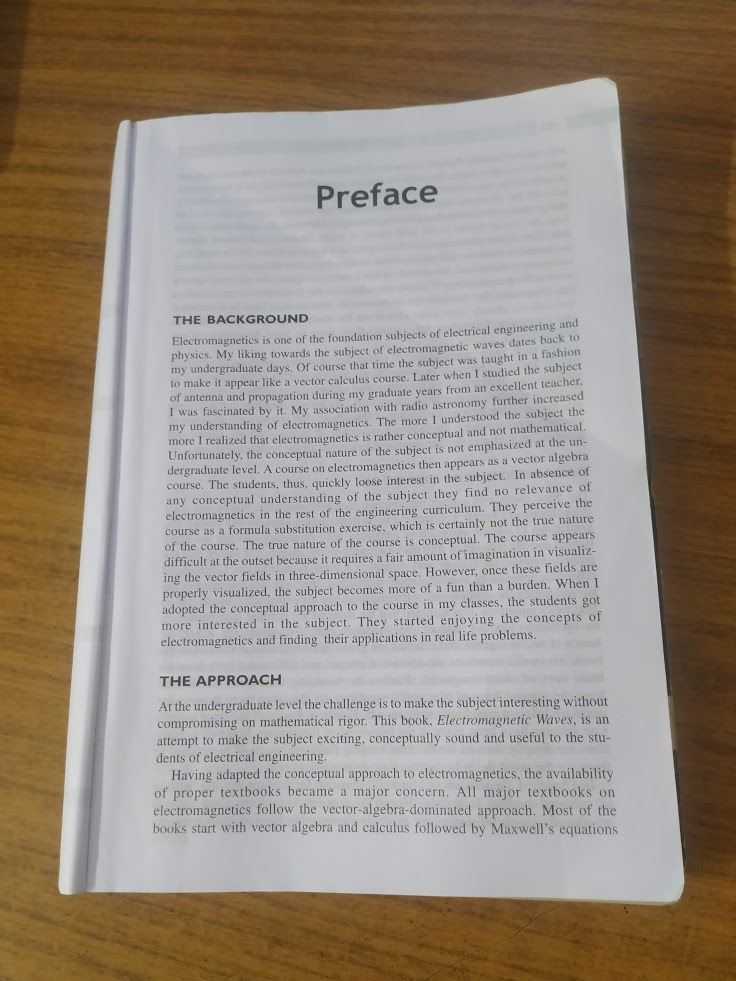 Preface
THE BACKGROUND
Electromagnetics is one of the foundation subjects of electrical engineering and
physics. My liking towards the subject of electromagnetic waves dates back to
my undergraduate days. Of course that time the subject was taught in a fashion
to make it appear like a vector calculus course. Later when I studied the subject
of antenna and propagation during my graduate years from an excellent teacher,
I was fascinated by it. My association with radio astronomy further increased
my understanding of electromagnetics. The more I understood the subject the
more I realized that electromagnetics is rather conceptual and not mathematical.
Unfortunately, the conceptual nature of the subject is not emphasized at the un-
dergraduate level. A course on electromagnetics then appears as a vector algebra
course. The students, thus, quickly loose interest in the subject. In absence of
any conceptual understanding of the subject they find no relevance of
electromagnetics in the rest of the engineering curriculum. They perceive the
course as a formula substitution exercise, which is certainly not the true nature
of the course. The true nature of the course is conceptual. The course appears
difficult at the outset because it requires a fair amount of imagination in visualiz-
ing the vector fields in three-dimensional space. However, once these fields are
properly visualized, the subject becomes more of a fun than a burden. When I
adopted the conceptual approach to the course in my classes, the students got
more interested in the subject. They started enjoying the concepts of
electromagnetics and finding their applications in real life problems.
THE APPROACH
At the undergraduate level the challenge is to make the subject interesting without
compromising on mathematical rigor. This book, Electromagnetic Waves, is an
attempt to make the subject exciting, conceptually sound and useful to the stu-
dents of electrical engineering.
Having adapted the conceptual approach to electromagnetics, the availability
of proper textbooks became a major concern. All major textbooks on
electromagnetics follow the vector-algebra-dominated approach. Most of the
books start with vector algebra and calculus followed by Maxwell's equations